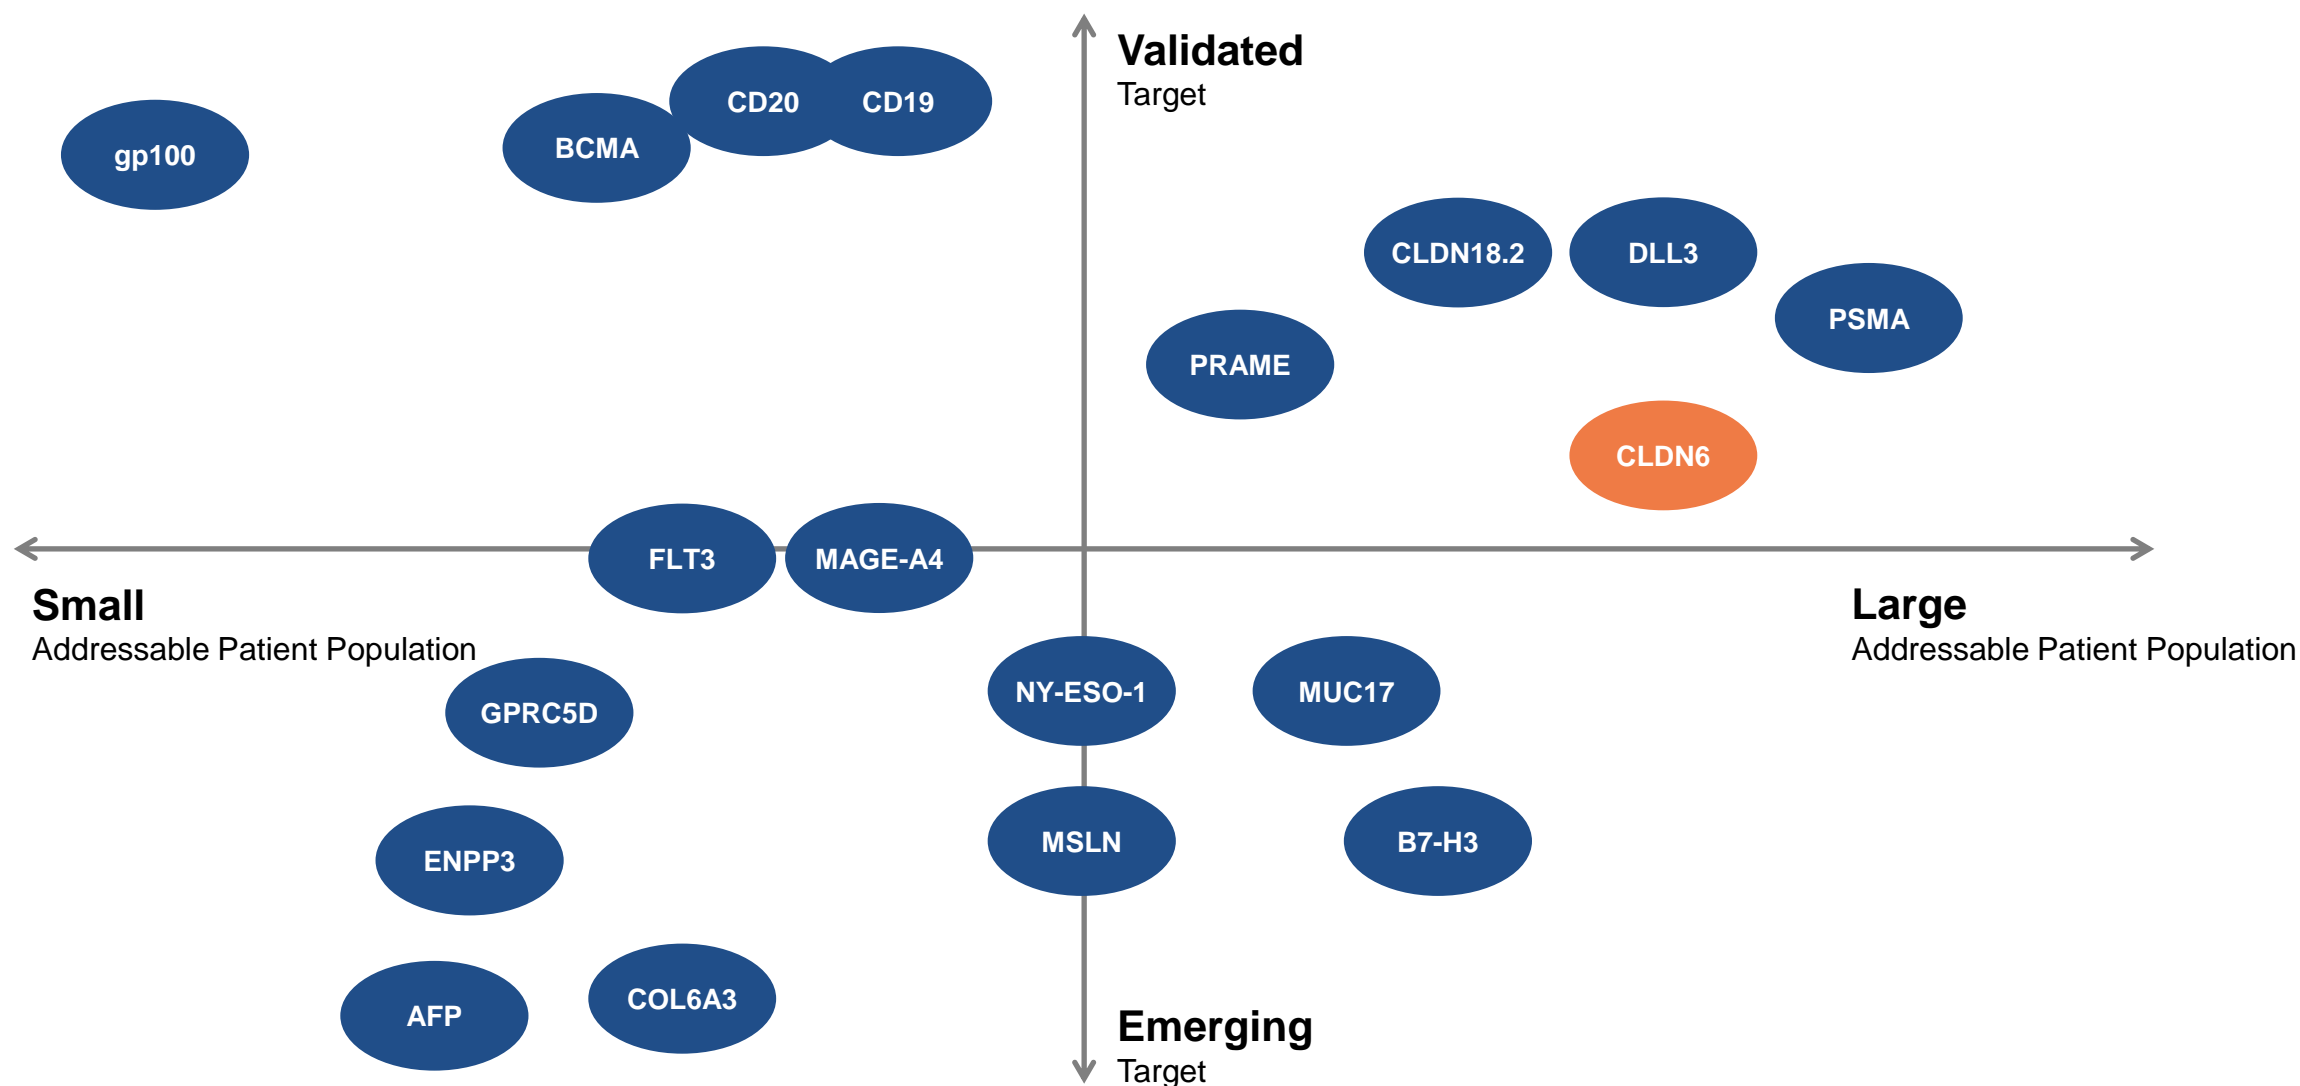 Validated
Target
CD20
CD19
BCMA
gp100
CLDN18.2
DLL3
PSMA
PRAME
CLDN6
FLT3
MAGE-A4
Small
Addressable Patient Population
Large
Addressable Patient Population
GPRC5D
NY-ESO-1
MUC17
ENPP3
MSLN
B7-H3
AFP
COL6A3
Emerging
Target